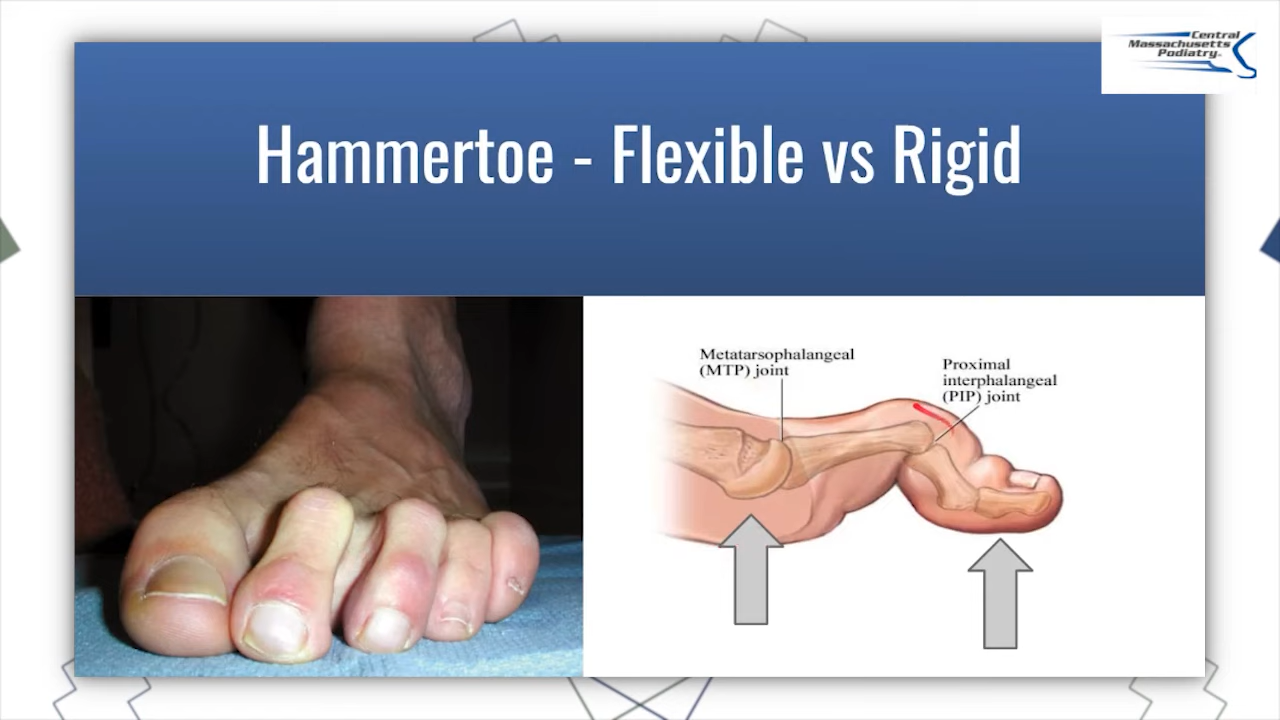 Central
Massachusetts
Podiatry
Hammertoe - Flexible vs Rigid
Metatarsophalangeal
(MTP) joint
Proximal
interphalangeal
(PIP) joint